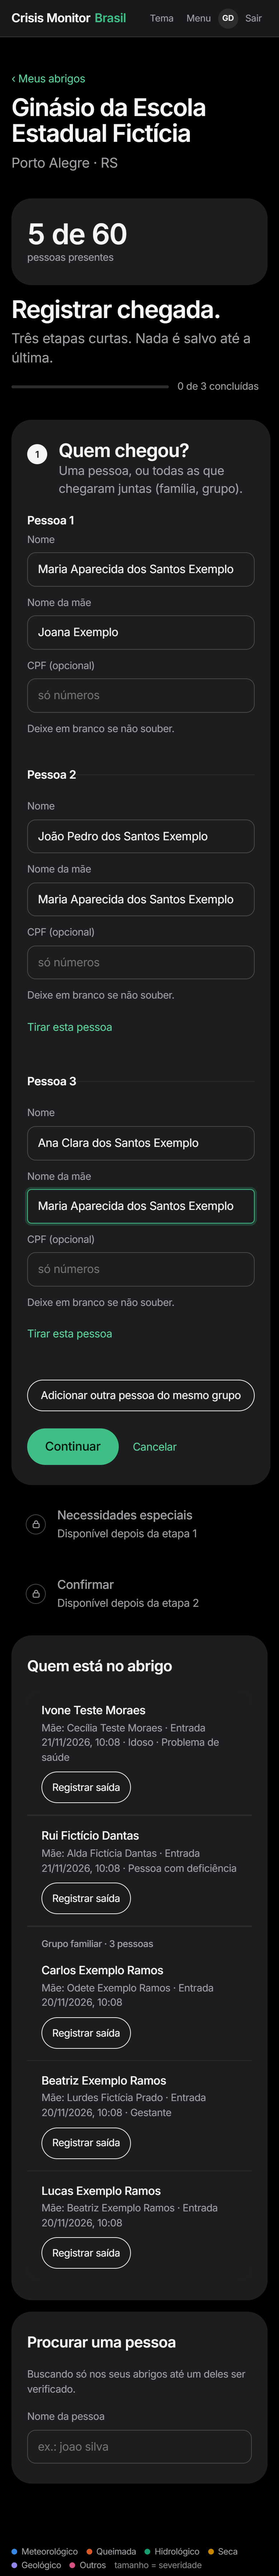 Crisis Monitor Brasil Tema Menu GD Sair
‹ Meus abrigos
Ginásio da Escola
Estadual Fictícia
Porto Alegre · RS
5 de 60
pessoas presentes
Registrar chegada.
Três etapas curtas. Nada é salvo até a
última.
0 de 3 concluídas
1 Quem chegou?
Uma pessoa, ou todas as que
chegaram juntas (família, grupo).
Pessoa 1
Nome
Maria Aparecida dos Santos Exemplo
Nome da mãe
Joana Exemplo
CPF (opcional)
só números
Deixe em branco se não souber.
Pessoa 2
Nome
João Pedro dos Santos Exemplo
Nome da mãe
Maria Aparecida dos Santos Exemplo
CPF (opcional)
só números
Deixe em branco se não souber.
Tirar esta pessoa
Pessoa 3
Nome
Ana Clara dos Santos Exemplo
Nome da mãe
Maria Aparecida dos Santos Exemplo
CPF (opcional)
só números
Deixe em branco se não souber.
Tirar esta pessoa
Adicionar outra pessoa do mesmo grupo
Continuar Cancelar
Necessidades especiais
Disponível depois da etapa 1
Confirmar
Disponível depois da etapa 2
Quem está no abrigo
Ivone Teste Moraes
Mãe: Cecília Teste Moraes · Entrada
21/11/2026, 10:08 · Idoso · Problema de
saúde
Registrar saída
Rui Fictício Dantas
Mãe: Alda Fictícia Dantas · Entrada
21/11/2026, 10:08 · Pessoa com deficiência
Registrar saída
Grupo familiar · 3 pessoas
Carlos Exemplo Ramos
Mãe: Odete Exemplo Ramos · Entrada
20/11/2026, 10:08
Registrar saída
Beatriz Exemplo Ramos
Mãe: Lurdes Fictícia Prado · Entrada
20/11/2026, 10:08 · Gestante
Registrar saída
Lucas Exemplo Ramos
Mãe: Beatriz Exemplo Ramos · Entrada
20/11/2026, 10:08
Registrar saída
Procurar uma pessoa
Buscando só nos seus abrigos até um deles ser
verificado.
Nome da pessoa
ex.: joao silva
Meteorológico Queimada Hidrológico Seca
Geológico Outros tamanho = severidade